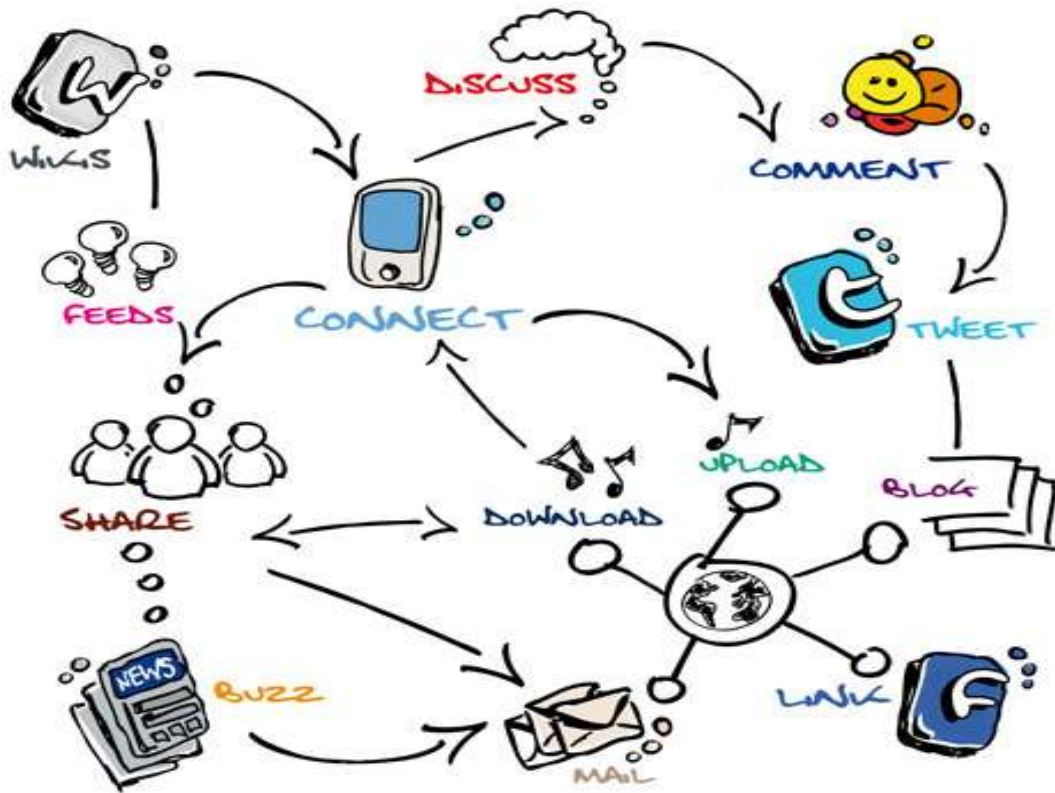 DISCUSS
WIKIS
COMMENT
FEEDS
CONNECT
TWEET
UPLOAD
BLOG
SHARE
DOWNLOAD
NEWS
BUZZ
LINK
MAIL